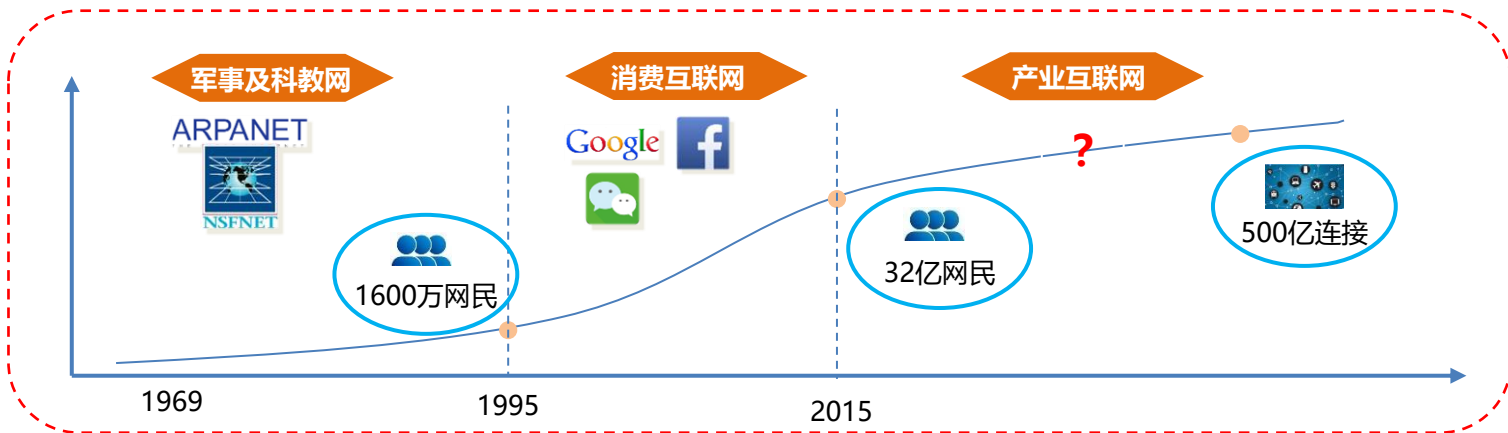 军事及科教网
消费互联网
产业互联网
ARPANET
NSFNET
Google
f
?
1600万网民
32亿网民
500亿连接
1969
1995
2015